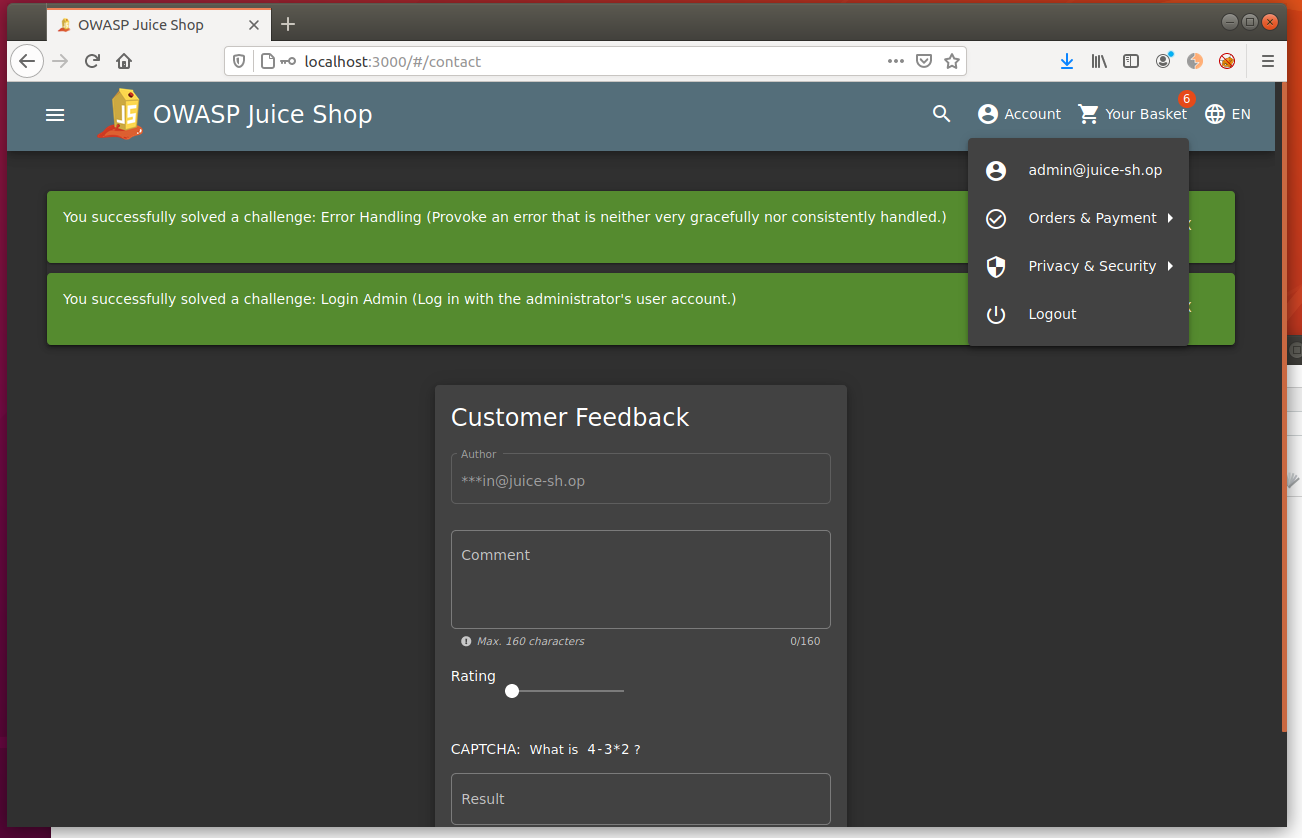 OWASP Juice Shop
localhost:3000/#/contact
JS
OWASP Juice Shop
Account
Your Basket
6
EN
admin@juice-sh.op
Orders & Payment
Privacy & Security
Logout
You successfully solved a challenge: Error Handling (Provoke an error that is neither very gracefully nor consistently handled.)
You successfully solved a challenge: Login Admin (Log in with the administrator's user account.)
Customer Feedback
Author
***in@juice-sh.op
Comment
Max. 160 characters
0/160
Rating
CAPTCHA: What is 4-3*2 ?
Result